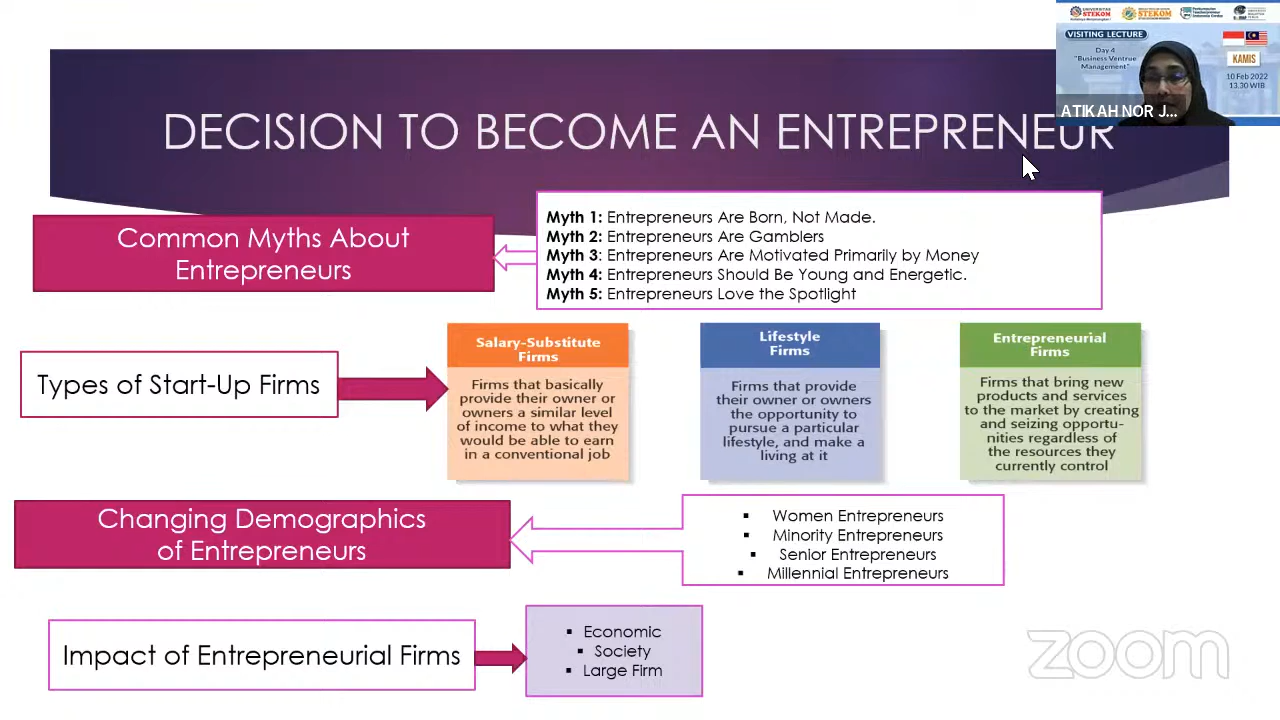 DECISION TO BECOME AN ENTREPRENEUR
UNIVERSITAS
STEKOM
STEKOM
VISITING LECTURE
Day 4
"Business Ventrue
Management"
KAMIS
10 Feb 2022
13.30 WIB
ATIKAH NOR J...
Common Myths About
Entrepreneurs
Myth 1: Entrepreneurs Are Born, Not Made.
Myth 2: Entrepreneurs Are Gamblers
Myth 3: Entrepreneurs Are Motivated Primarily by Money
Myth 4: Entrepreneurs Should Be Young and Energetic.
Myth 5: Entrepreneurs Love the Spotlight
Types of Start-Up Firms
Salary-Substitute
Firms
Firms that basically
provide their owner or
owners a similar level
of income to what they
would be able to earn
in a conventional job
Lifestyle
Firms
Firms that provide
their owner or owners
the opportunity to
pursue a particular
lifestyle, and make a
living at it
Entrepreneurial
Firms
Firms that bring new
products and services
to the market by creating
and seizing opportu-
nities regardless of
the resources they
currently control
Changing Demographics
of Entrepreneurs
▪ Women Entrepreneurs
▪ Minority Entrepreneurs
▪ Senior Entrepreneurs
▪ Millennial Entrepreneurs
Impact of Entrepreneurial Firms
▪ Economic
▪ Society
▪ Large Firm
zoom